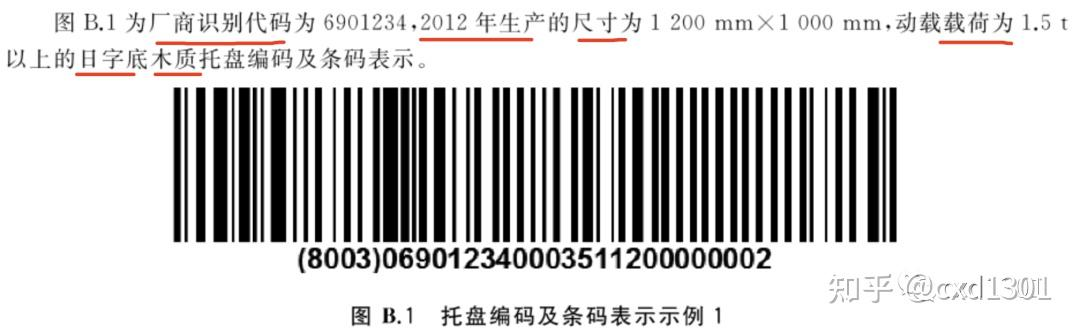 图 B.1 为厂商识别代码为 6901234,2012 年生产的尺寸为 1 200 mm×1 000 mm,动载载荷为 1.5 t
以上的日字底木质托盘编码及条码表示。
(8003)06901234000351120000​0002
知乎 @cxd1301
图 B.1 托盘编码及条码表示示例 1